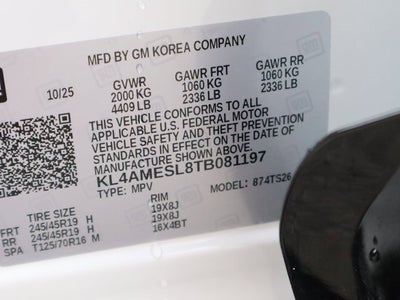 MFD BY GM KOREA COMPANY
gm
10/25 GVWR GAWR FRT GAWR RR
2000 KG 1060 KG 1060 KG
4409 LB 2336 LB 2336 LB
THIS VEHICLE CONFORMS TO ALL
APPLICABLE U.S. FEDERAL MOTOR
VEHICLE SAFETY AND THEFT PREVENTION
STANDARDS IN EFFECT ON THE DATE OF
MANUFACTURE SHOWN ABOVE.
KL4AMESL8TB081197
TYPE: MPV MODEL: 874TS26
TIRE SIZE RIM
FRT 245/45R19 H 19X8J
RR 245/45R19 H 19X8J
SPA T125/70R16 M 16X4BT